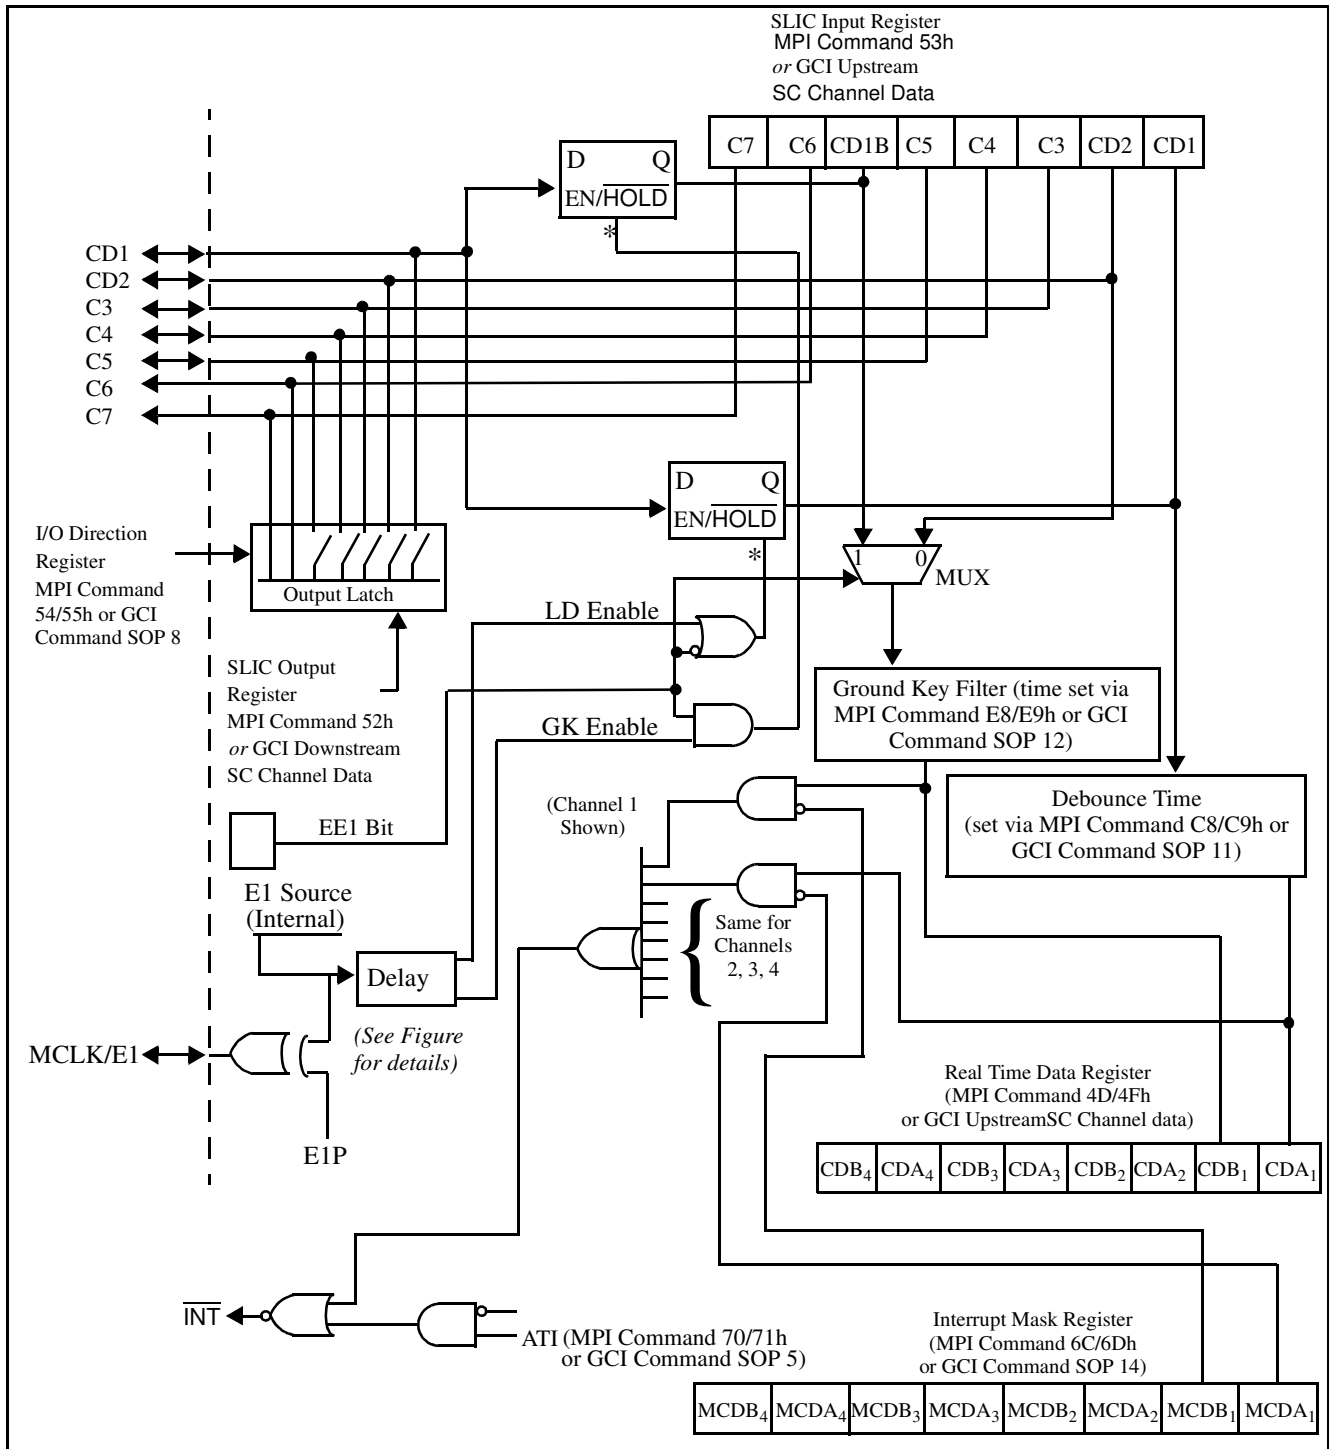 SLIC Input Register
MPI Command 53h
or GCI Upstream
SC Channel Data
C7 C6 CD1B C5 C4 C3 CD2 CD1
D Q
EN/HOLD
*
CD1
CD2
C3
C4
C5
C6
C7
D Q
EN/HOLD
*
I/O Direction
Register
MPI Command
54/55h or GCI
Command SOP 8
Output Latch
1 0
MUX
LD Enable
SLIC Output
Register
MPI Command 52h
or GCI Downstream
SC Channel Data
GK Enable
Ground Key Filter (time set via
MPI Command E8/E9h or GCI
Command SOP 12)
(Channel 1
Shown)
Debounce Time
(set via MPI Command C8/C9h or
GCI Command SOP 11)
EE1 Bit
E1 Source
(Internal)
Same for
Channels
2, 3, 4
Delay
(See Figure
for details)
MCLK/E1
E1P
Real Time Data Register
(MPI Command 4D/4Fh
or GCI UpstreamSC Channel data)
CDB4 CDA4 CDB3 CDA3 CDB2 CDA2 CDB1 CDA1
INT
ATI (MPI Command 70/71h
or GCI Command SOP 5)
Interrupt Mask Register
(MPI Command 6C/6Dh
or GCI Command SOP 14)
MCDB4 MCDA4 MCDB3 MCDA3 MCDB2 MCDA2 MCDB1 MCDA1